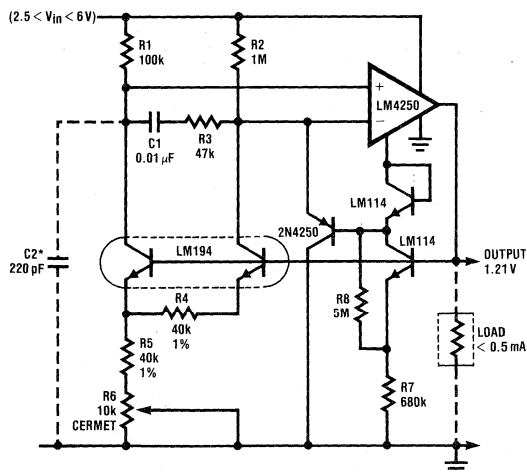 (2.5 < Vin < 6V)
R1
100k
R2
1M
+
LM4250
−
C1
0.01 µF
R3
47k
LM114
2N4250
LM114
C2*
220 pF
LM194
OUTPUT
1.21 V
R4
40k
1%
R8
5M
R5
40k
1%
LOAD
< 0.5 mA
R6
10k
CERMET
R7
680k